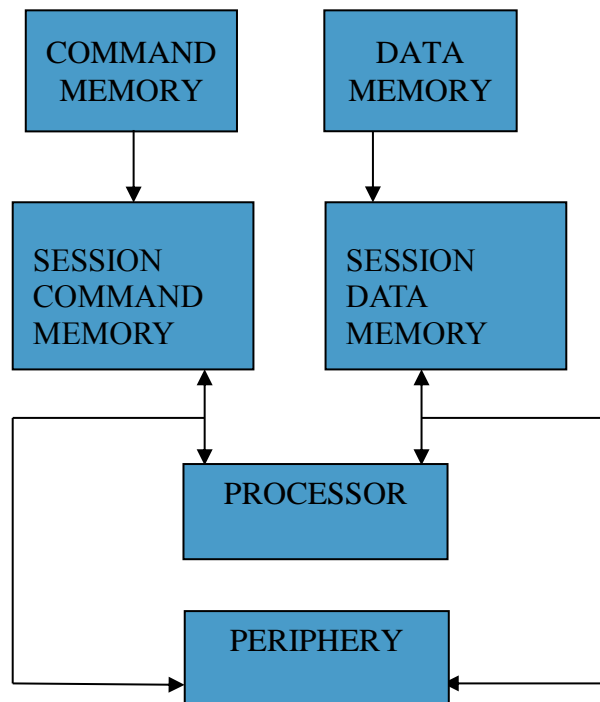 COMMAND
MEMORY
DATA
MEMORY
SESSION
COMMAND
MEMORY
SESSION
DATA
MEMORY
PROCESSOR
PERIPHERY